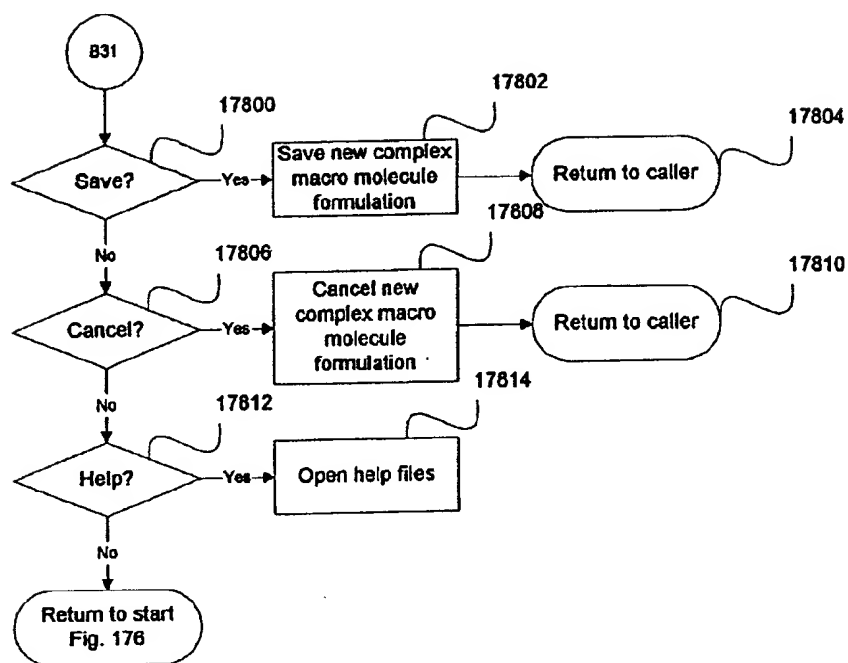 B31
17800
17802
17804
Save?
Yes
Save new complex
macro molecule
formulation
Return to caller
No
17806
17808
17810
Cancel?
Yes
Cancel new
complex macro
molecule
formulation
Return to caller
No
17812
17814
Help?
Yes
Open help files
No
Return to start
Fig. 176